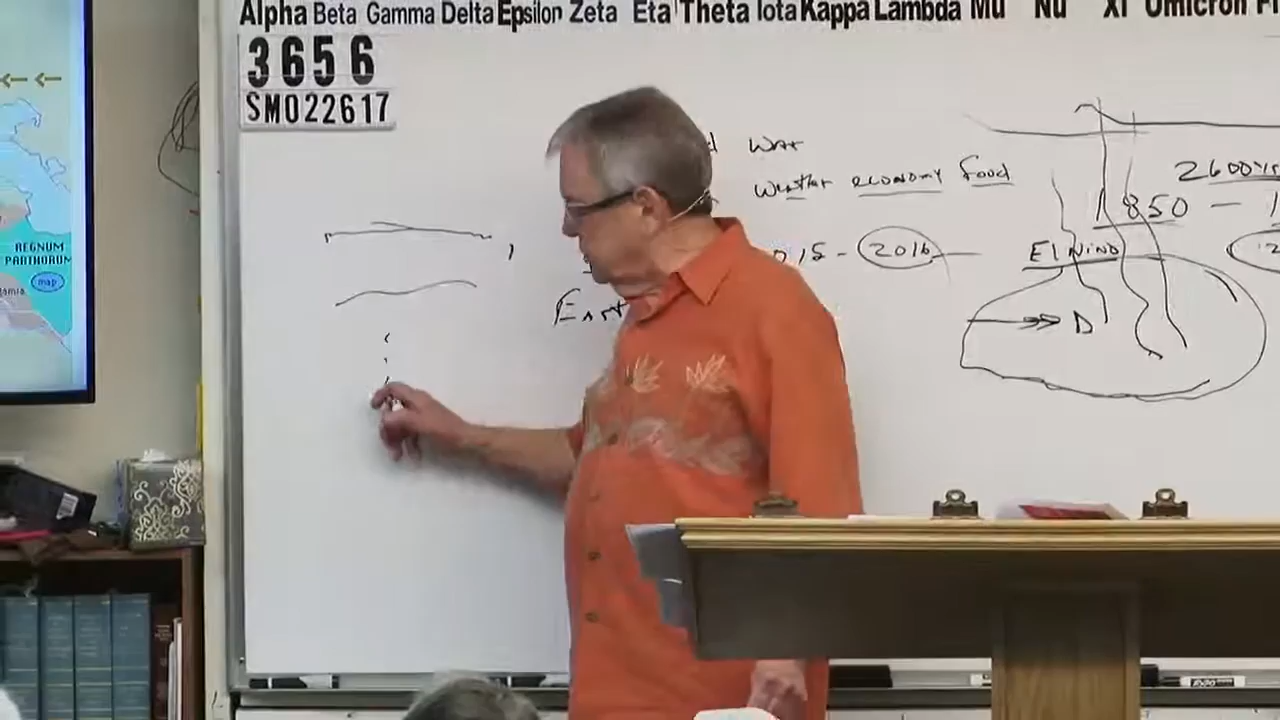 Alpha Beta Gamma Delta Epsilon Zeta Eta Theta Iota Kappa Lambda Mu Nu Xi Omicron
3656
SM022617
War
Weather economy Food
2600
1850 -
2016 - El Nino
REGNUM
PARTHORUM
map
D